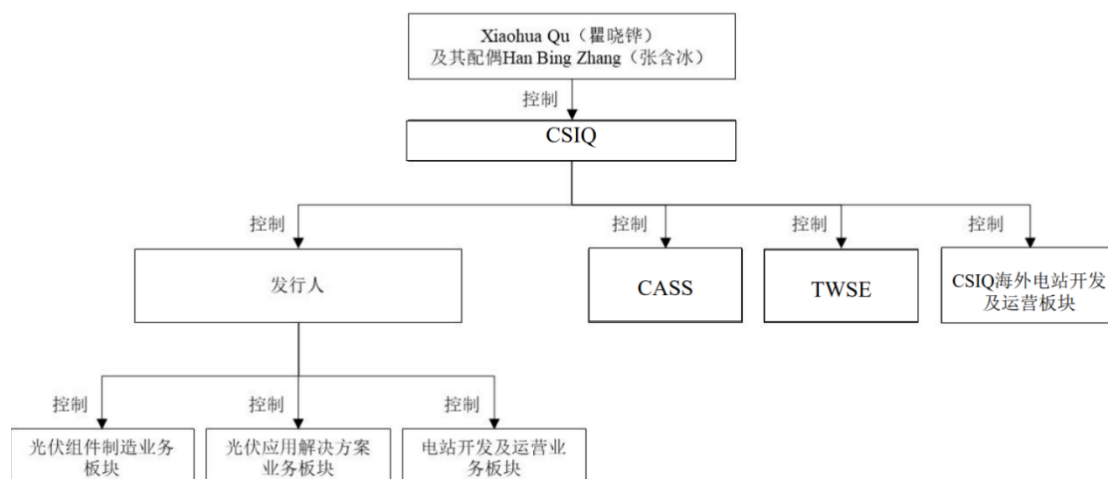 Xiaohua Qu（瞿晓铧）
及其配偶Han Bing Zhang（张含冰）
控制
CSIQ
控制
控制
控制
控制
发行人
CASS
TWSE
CSIQ海外电站开发
及运营板块
控制
控制
控制
光伏组件制造业务
板块
光伏应用解决方案
业务板块
电站开发及运营业
务板块